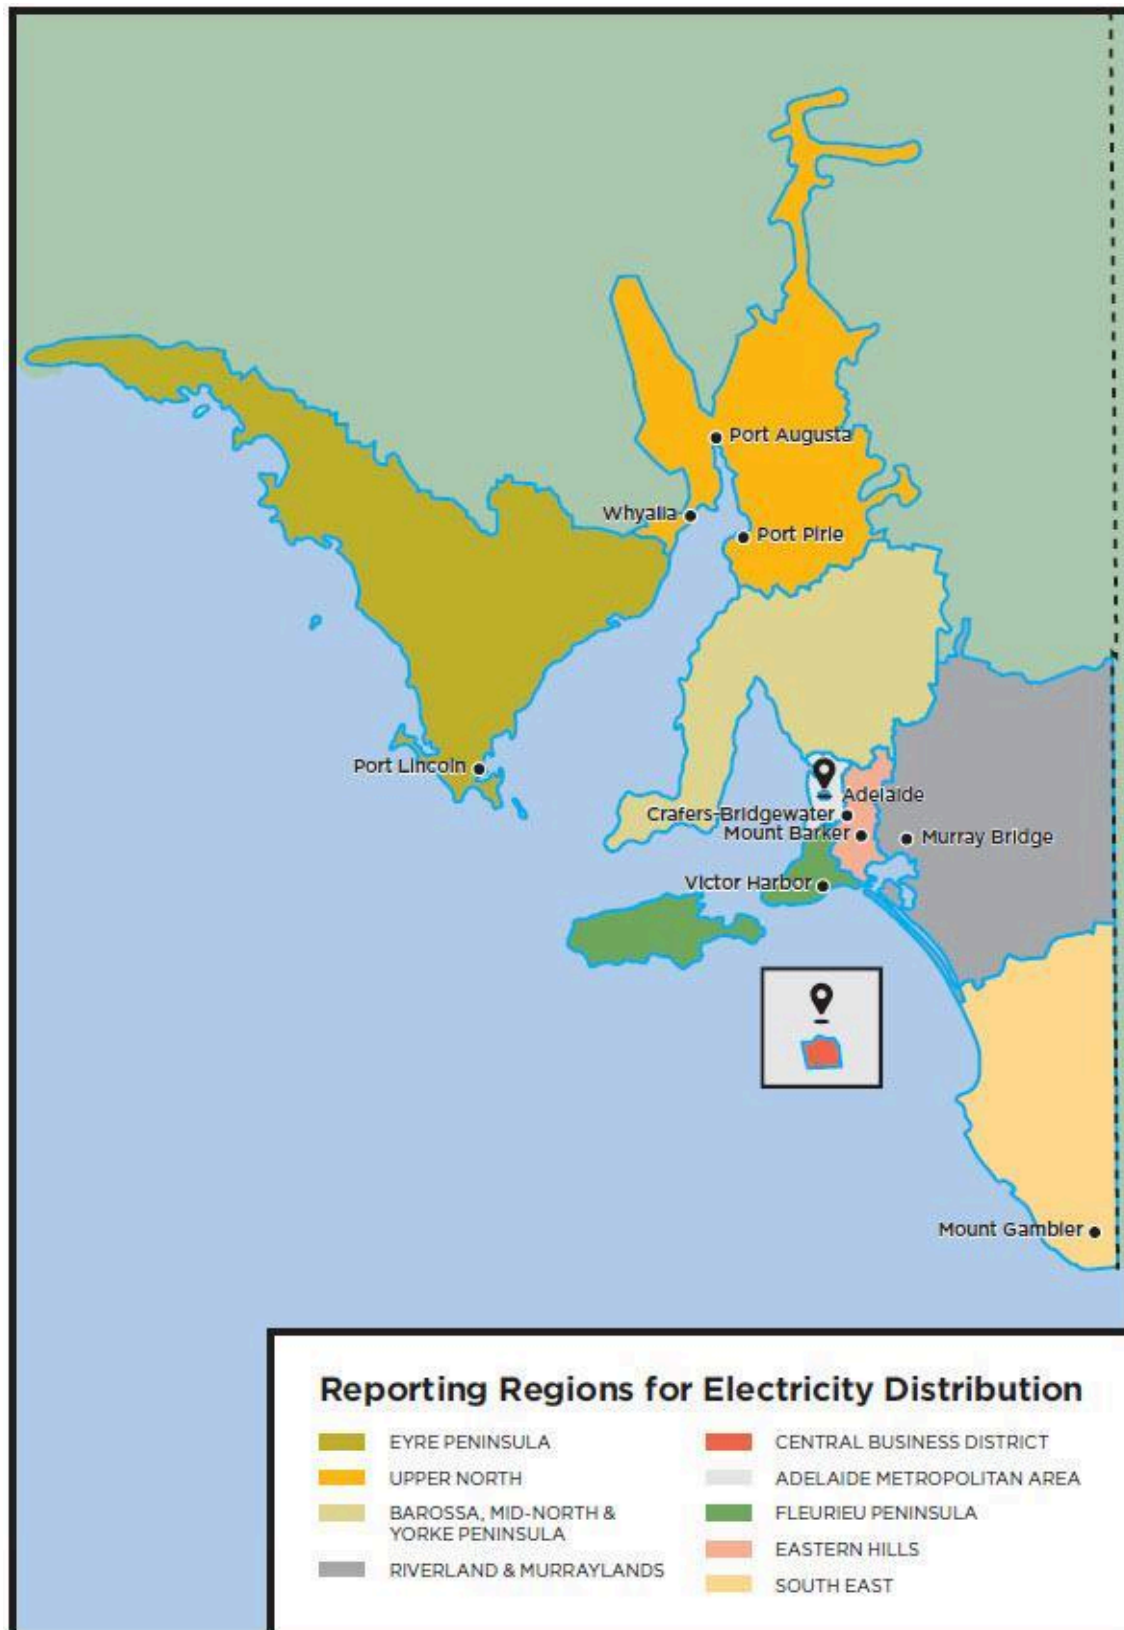 Port Augusta
Whyalla
Port Pirie
Port Lincoln
Adelaide
Crafers-Bridgewater
Mount Barker
Murray Bridge
Victor Harbor
Mount Gambier
Reporting Regions for Electricity Distribution
EYRE PENINSULA
UPPER NORTH
BAROSSA, MID-NORTH &
YORKE PENINSULA
RIVERLAND & MURRAYLANDS
CENTRAL BUSINESS DISTRICT
ADELAIDE METROPOLITAN AREA
FLEURIEU PENINSULA
EASTERN HILLS
SOUTH EAST